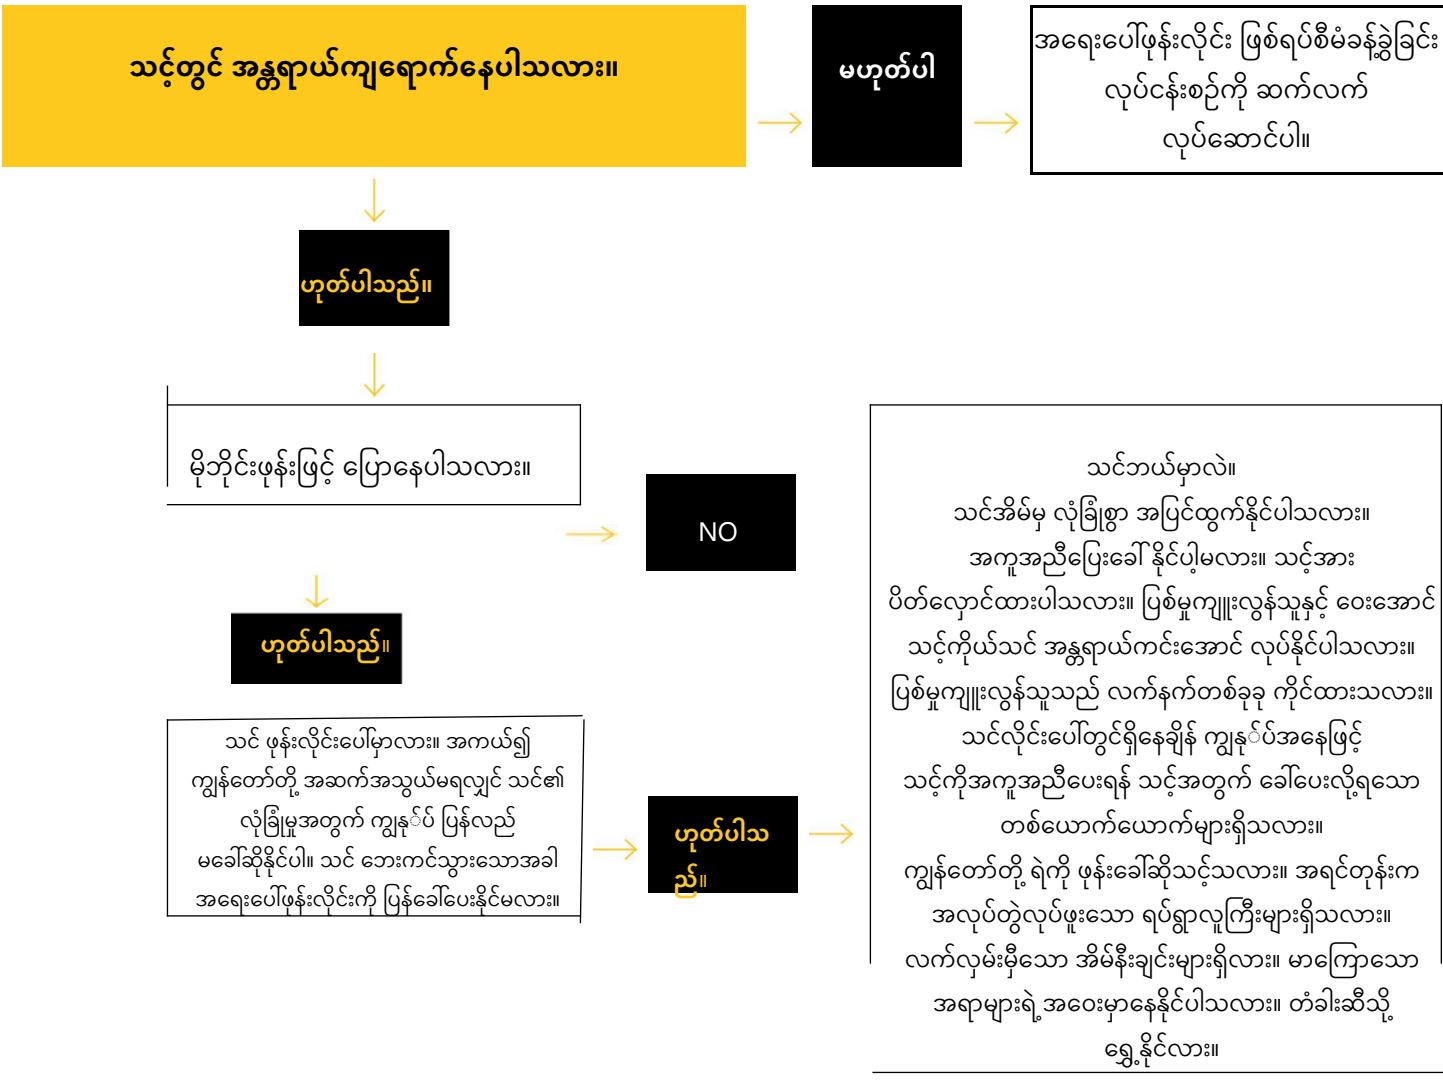 သင့်တွင် အန္တရာယ်ကျရောက်နေပါသလား။
မဟုတ်ပါ
အရေးပေါ်ဖုန်းလိုင်း ဖြစ်ရပ်စီမံခန့်ခွဲခြင်း
လုပ်ငန်းစဉ်ကို ဆက်လက်
လုပ်ဆောင်ပါ။
ဟုတ်ပါသည်။
မိုဘိုင်းဖုန်းဖြင့် ပြောနေပါသလား။
NO
ဟုတ်ပါသည်။
သင် ဖုန်းလိုင်းပေါ်မှာလား။ အကယ်၍
ကျွန်တော်တို့ အဆက်အသွယ်မရလျှင် သင်၏
လုံခြုံမှုအတွက် ကျွနု်ပ် ပြန်လည်
မခေါ်ဆိုနိုင်ပါ။ သင် ဘေးကင်သွားသောအခါ
အရေးပေါ်ဖုန်းလိုင်းကို ပြန်ခေါ်ပေးနိုင်မလား။
ဟုတ်ပါသ
ည်။
သင်ဘယ်မှာလဲ။
သင်အိမ်မှ လုံခြုံစွာ အပြင်ထွက်နိုင်ပါသလား။
အကူအညီပြေးခေါ် နိုင်ပါ့မလား။ သင့်အား
ပိတ်လှောင်ထားပါသလား။ ပြစ်မှုကျူးလွန်သူနှင့် ဝေးအောင်
သင့်ကိုယ်သင် အန္တရာယ်ကင်းအောင် လုပ်နိုင်ပါသလား။
ပြစ်မှုကျူးလွန်သူသည် လက်နက်တစ်ခုခု ကိုင်ထားသလား။
သင်လိုင်းပေါ်တွင်ရှိနေချိန် ကျွနု်ပ်အနေဖြင့်
သင့်ကိုအကူအညီပေးရန် သင့်အတွက် ခေါ်ပေးလို့ရသော
တစ်ယောက်ယောက်များရှိသလား။
ကျွန်တော်တို့ ရဲကို ဖုန်းခေါ်ဆိုသင့်သလား။ အရင်တုန်းက
အလုပ်တွဲလုပ်ဖူးသော ရပ်ရွာလူကြီးများရှိသလား။
လက်လှမ်းမှီသော အိမ်နီးချင်းများရှိလား။ မာကြောသော
အရာများရဲ့ အဝေးမှာနေနိုင်ပါသလား။ တံခါးဆီသို့
ရွှေ့နိုင်လား။